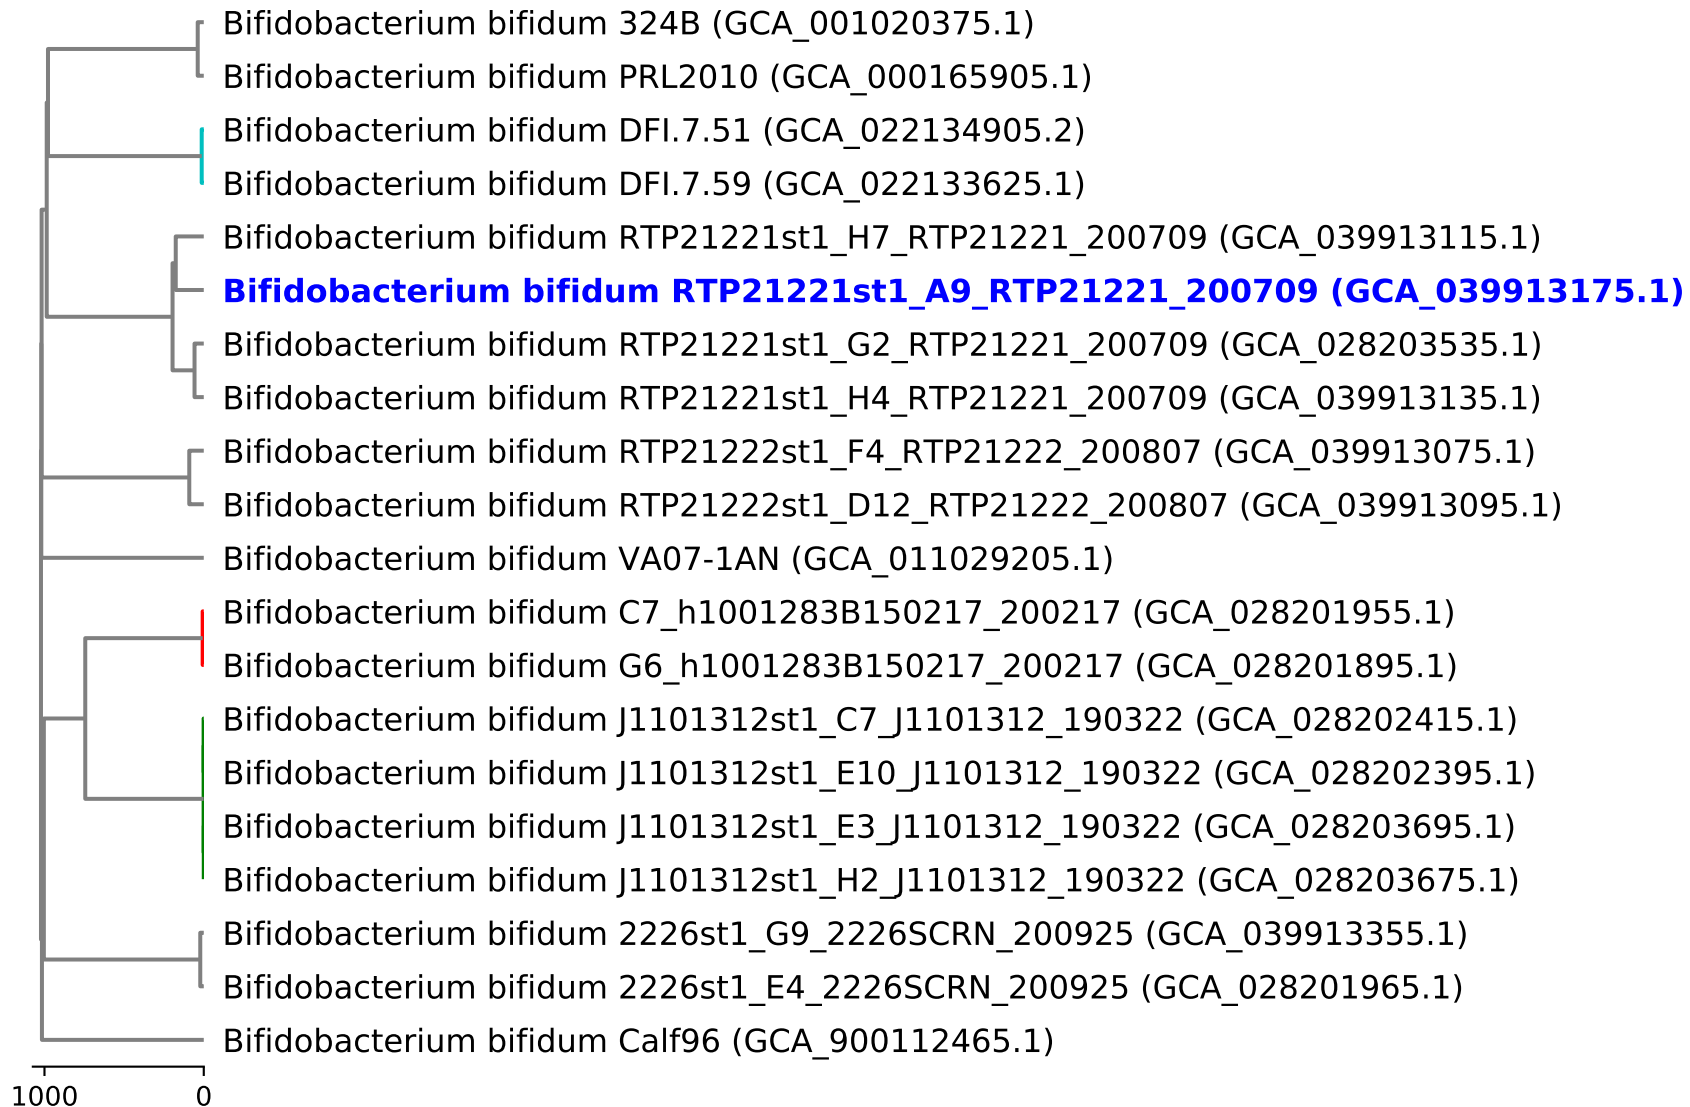 Bifidobacterium bifidum 324B (GCA_001020375.1)
Bifidobacterium bifidum PRL2010 (GCA_000165905.1)
Bifidobacterium bifidum DFI.7.51 (GCA_022134905.2)
Bifidobacterium bifidum DFI.7.59 (GCA_022133625.1)
Bifidobacterium bifidum RTP21221st1_H7_RTP21221_200709 (GCA_039913115.1)
Bifidobacterium bifidum RTP21221st1_A9_RTP21221_200709 (GCA_039913175.1)
Bifidobacterium bifidum RTP21221st1_G2_RTP21221_200709 (GCA_028203535.1)
Bifidobacterium bifidum RTP21221st1_H4_RTP21221_200709 (GCA_039913135.1)
Bifidobacterium bifidum RTP21222st1_F4_RTP21222_200807 (GCA_039913075.1)
Bifidobacterium bifidum RTP21222st1_D12_RTP21222_200807 (GCA_039913095.1)
Bifidobacterium bifidum VA07-1AN (GCA_011029205.1)
Bifidobacterium bifidum C7_h1001283B150217_200217 (GCA_028201955.1)
Bifidobacterium bifidum G6_h1001283B150217_200217 (GCA_028201895.1)
Bifidobacterium bifidum J1101312st1_C7_J1101312_190322 (GCA_028202415.1)
Bifidobacterium bifidum J1101312st1_E10_J1101312_190322 (GCA_028202395.1)
Bifidobacterium bifidum J1101312st1_E3_J1101312_190322 (GCA_028203695.1)
Bifidobacterium bifidum J1101312st1_H2_J1101312_190322 (GCA_028203675.1)
Bifidobacterium bifidum 2226st1_G9_2226SCRN_200925 (GCA_039913355.1)
Bifidobacterium bifidum 2226st1_E4_2226SCRN_200925 (GCA_028201965.1)
Bifidobacterium bifidum Calf96 (GCA_900112465.1)
1000 0